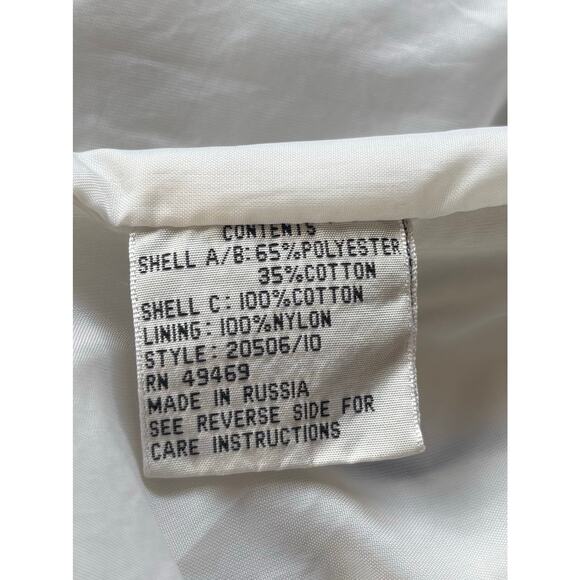 CONTENTS
SHELL A/B: 65%POLYESTER
35%COTTON
SHELL C: 100%COTTON
LINING: 100%NYLON
STYLE: 20506/10
RN 49469
MADE IN RUSSIA
SEE REVERSE SIDE FOR
CARE INSTRUCTIONS